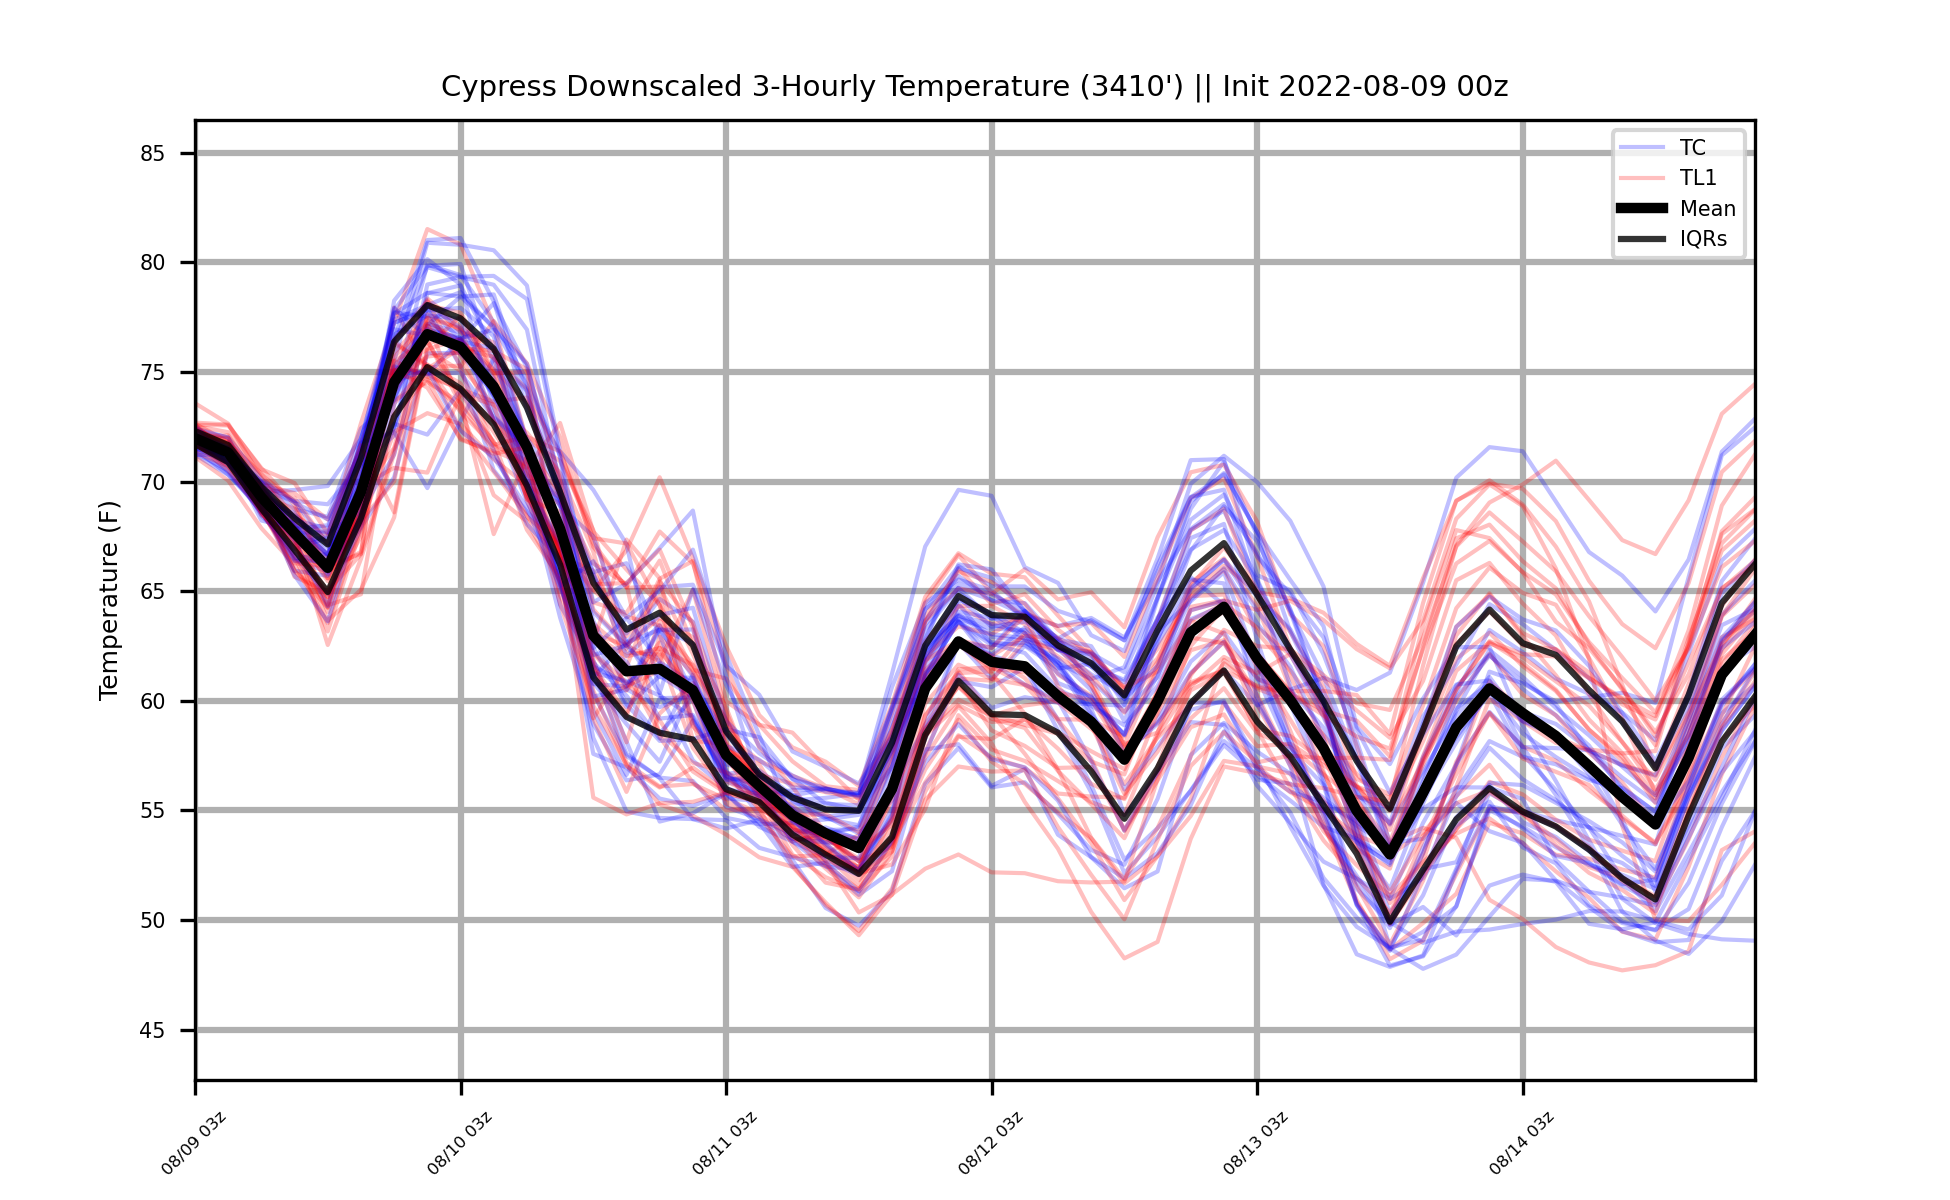 Cypress Downscaled 3-Hourly Temperature (3410') || Init 2022-08-09 00z
TC
TL1
Mean
IQRs
Temperature (F)
85
80
75
70
65
60
55
50
45
08/09 03z
08/10 03z
08/11 03z
08/12 03z
08/13 03z
08/14 03z